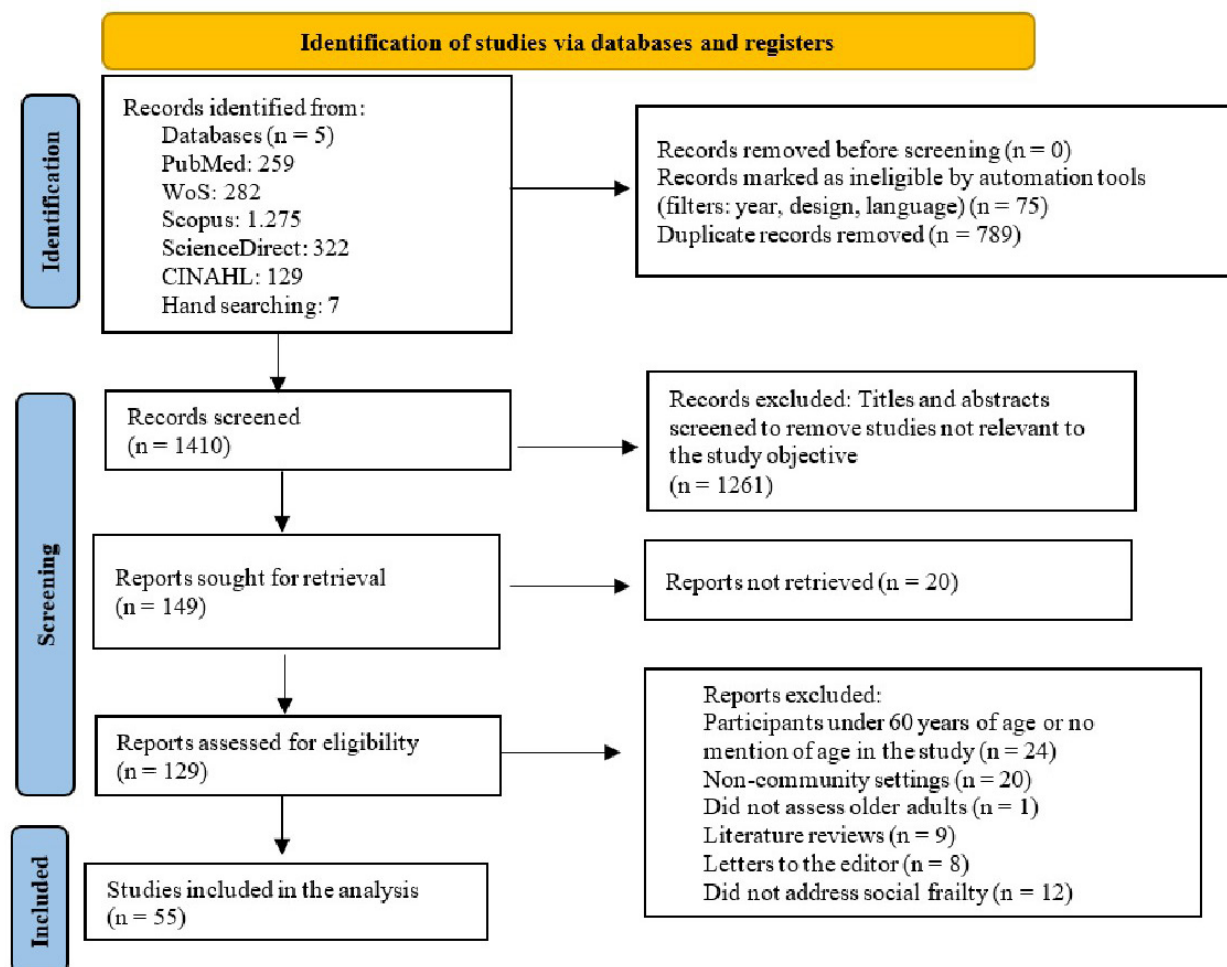 Identification of studies via databases and registers
Identification
Records identified from:
Databases (n = 5)
PubMed: 259
WoS: 282
Scopus: 1.275
ScienceDirect: 322
CINAHL: 129
Hand searching: 7
Records removed before screening (n = 0)
Records marked as ineligible by automation tools
(filters: year, design, language) (n = 75)
Duplicate records removed (n = 789)
Screening
Records screened
(n = 1410)
Records excluded: Titles and abstracts
screened to remove studies not relevant to
the study objective
(n = 1261)
Reports sought for retrieval
(n = 149)
Reports not retrieved (n = 20)
Reports assessed for eligibility
(n = 129)
Reports excluded:
Participants under 60 years of age or no
mention of age in the study (n = 24)
Non-community settings (n = 20)
Did not assess older adults (n = 1)
Literature reviews (n = 9)
Letters to the editor (n = 8)
Did not address social frailty (n = 12)
Included
Studies included in the analysis
(n = 55)